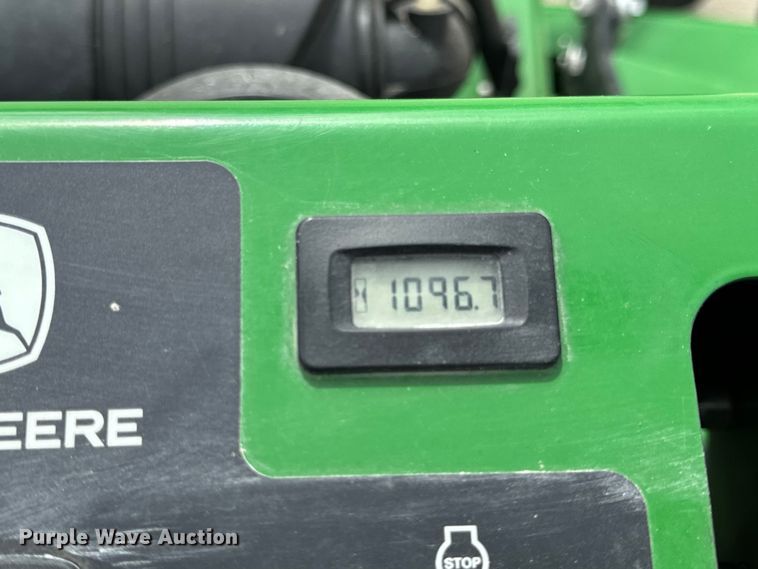 1096.7
EERE
STOP
Purple Wave Auction